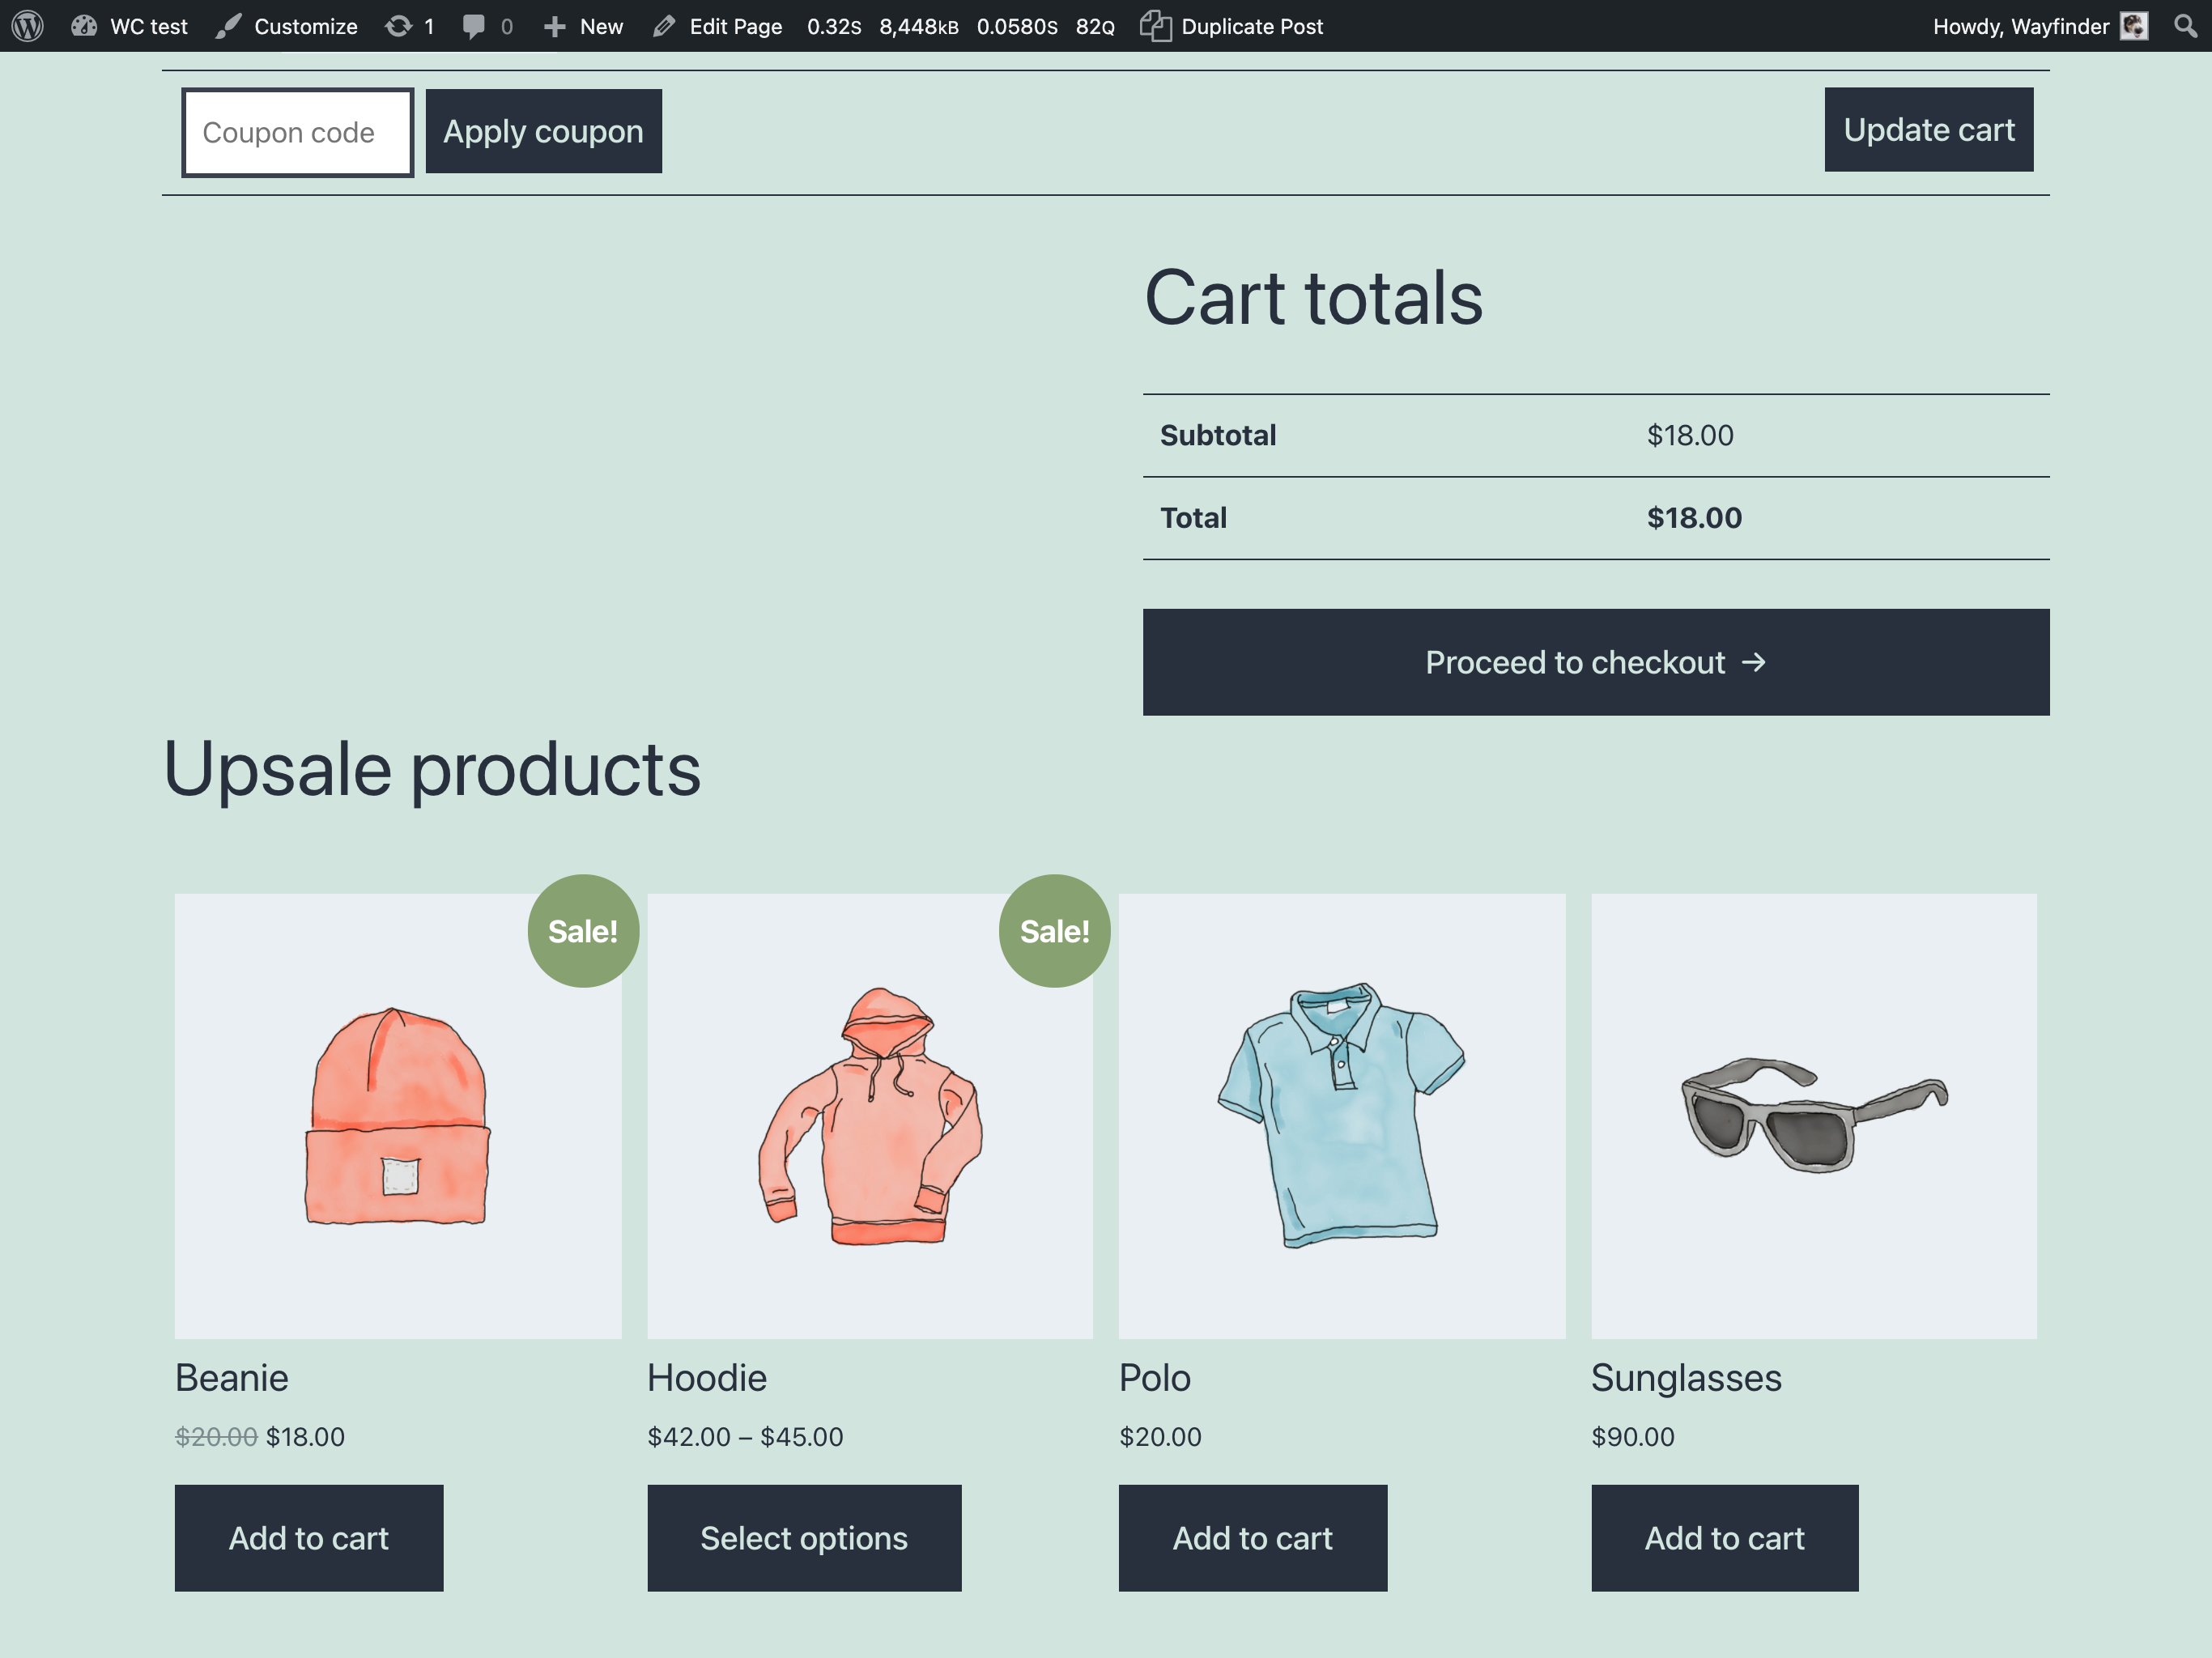 WC test Customize 1 0 New Edit Page 0.32S 8,448KB 0.0580S 82Q Duplicate Post Howdy, Wayfinder
Coupon code Apply coupon Update cart
Cart totals
Subtotal $18.00
Total $18.00
Proceed to checkout →
Upsale products
Sale! Sale!
Beanie Hoodie Polo Sunglasses
$20.00 $18.00 $42.00 – $45.00 $20.00 $90.00
Add to cart Select options Add to cart Add to cart